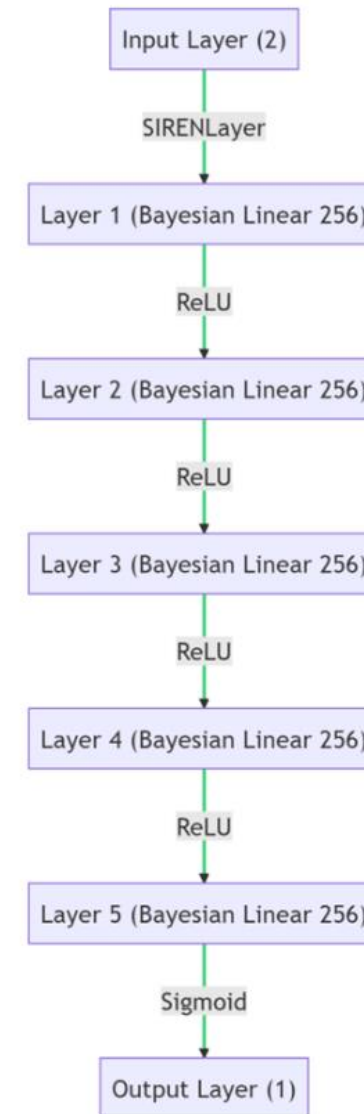 Input Layer (2)
SIRENLayer
Layer 1 (Bayesian Linear 256)
ReLU
Layer 2 (Bayesian Linear 256)
ReLU
Layer 3 (Bayesian Linear 256)
ReLU
Layer 4 (Bayesian Linear 256)
ReLU
Layer 5 (Bayesian Linear 256)
Sigmoid
Output Layer (1)